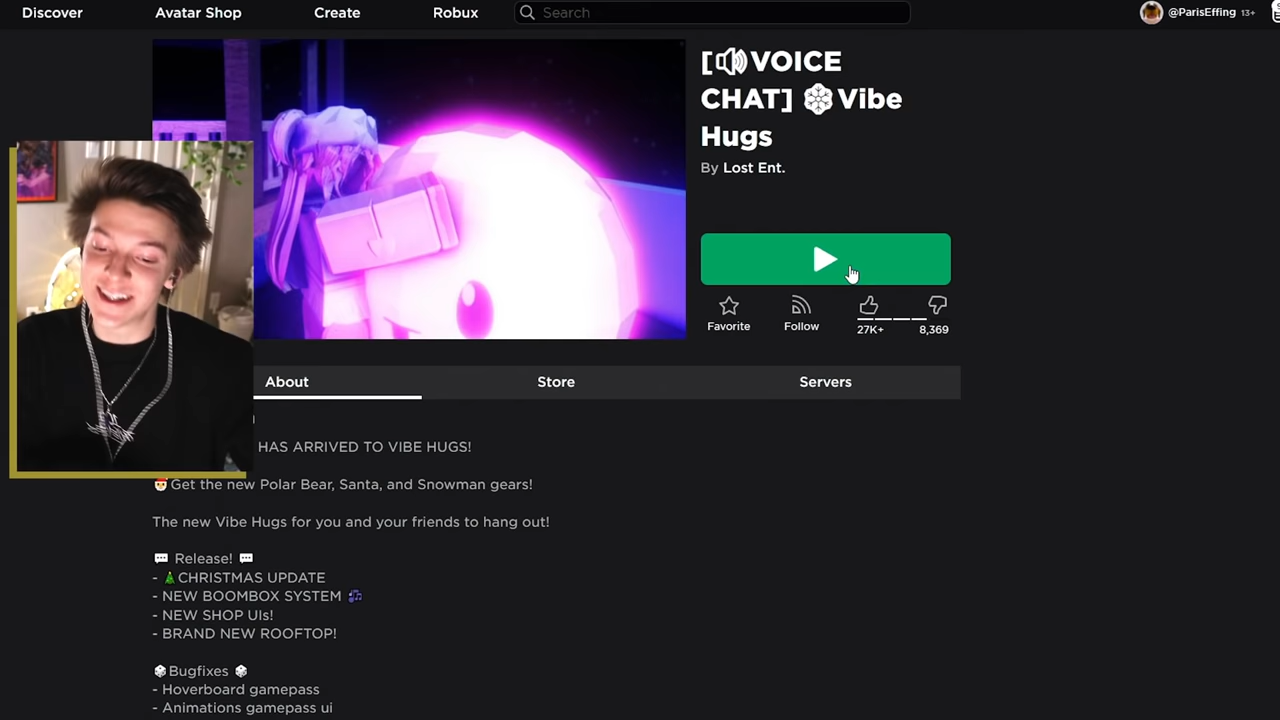 Discover
Avatar Shop
Create
Robux
Search
@ParisEffing 13+
[🔊VOICE
CHAT] ❄Vibe
Hugs
By Lost Ent.
Favorite
Follow
27K+
8,369
About
Store
Servers
HAS ARRIVED TO VIBE HUGS!
🎅Get the new Polar Bear, Santa, and Snowman gears!
The new Vibe Hugs for you and your friends to hang out!
💬 Release! 💬
- 🎄CHRISTMAS UPDATE
- NEW BOOMBOX SYSTEM 🎶
- NEW SHOP UIs!
- BRAND NEW ROOFTOP!
🎲Bugfixes 🎲
- Hoverboard gamepass
- Animations gamepass ui